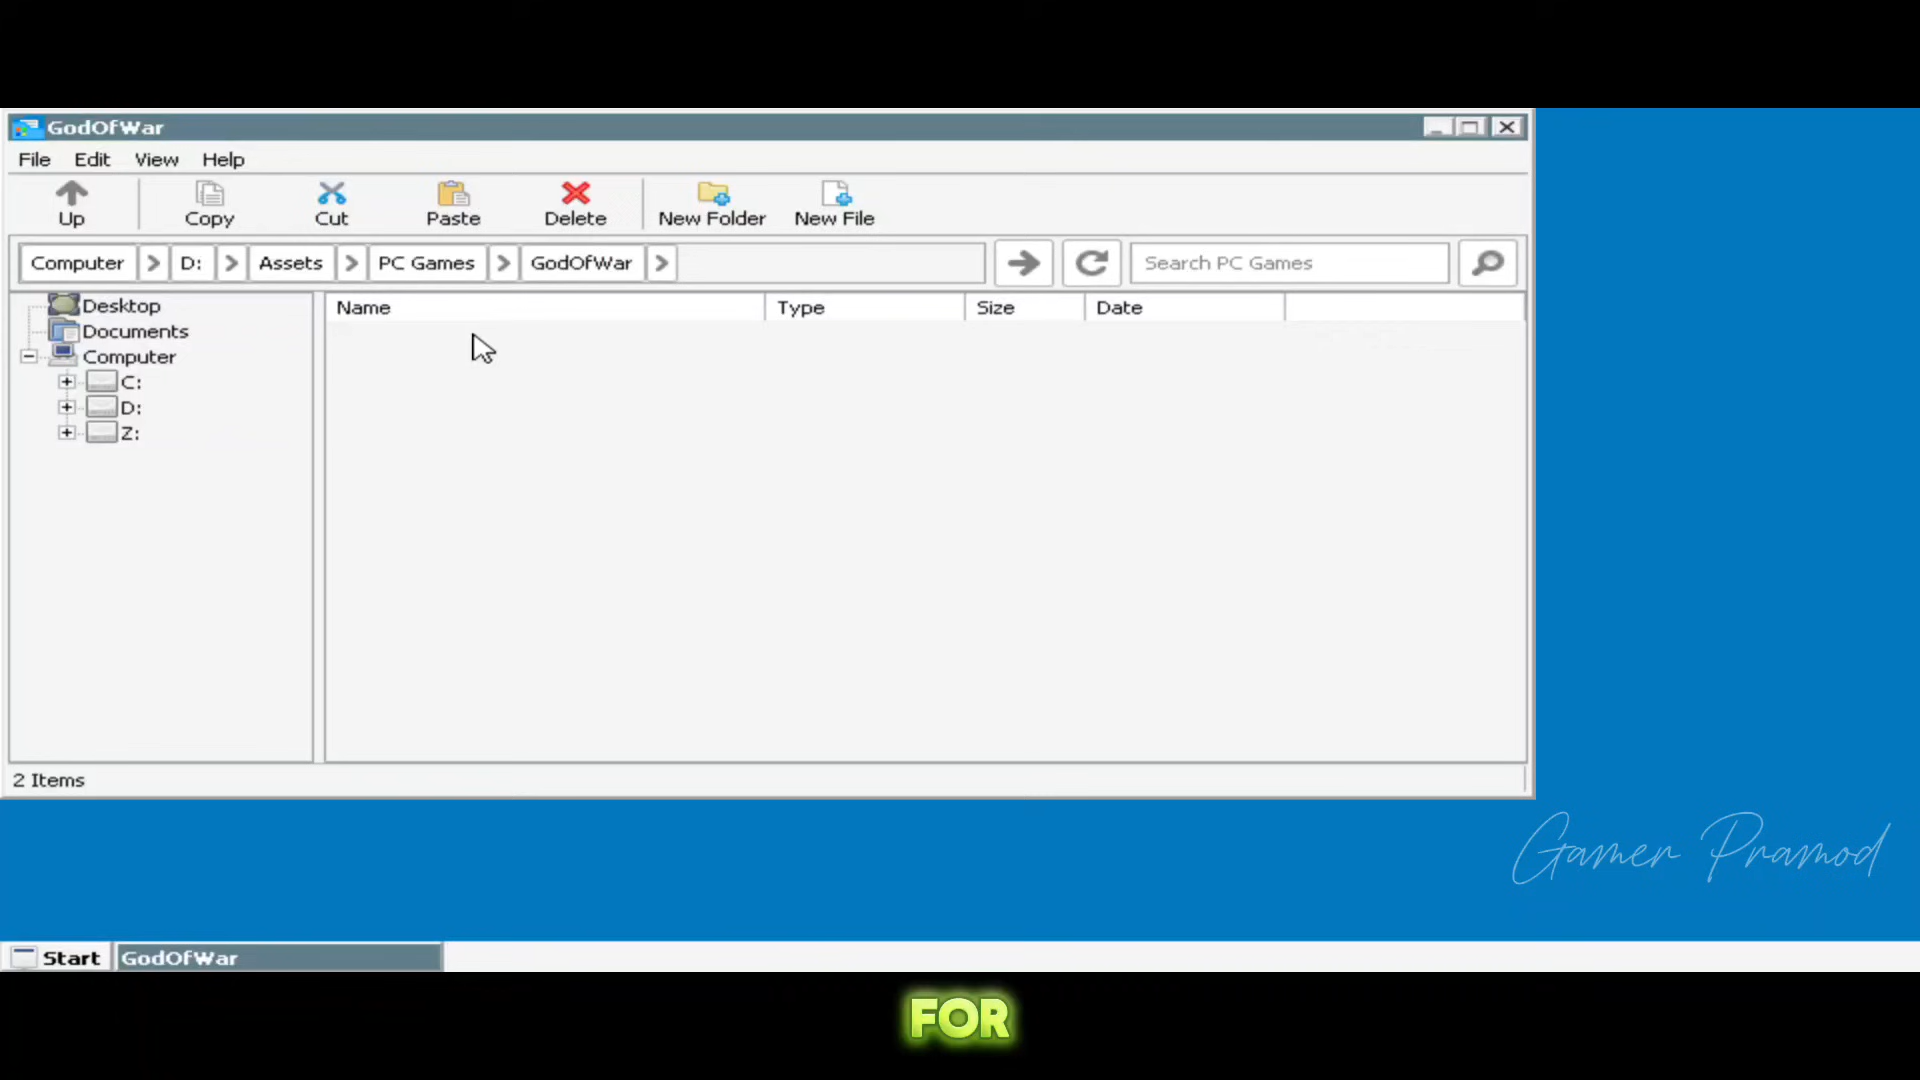 GodOfWar
File Edit View Help
Up Copy Cut Paste Delete New Folder New File
Computer D: Assets PC Games GodOfWar Search PC Games
Desktop
Documents
Computer
C:
D:
Z:
Name Type Size Date
2 Items
Gamer Pramod
Start GodOfWar
FOR